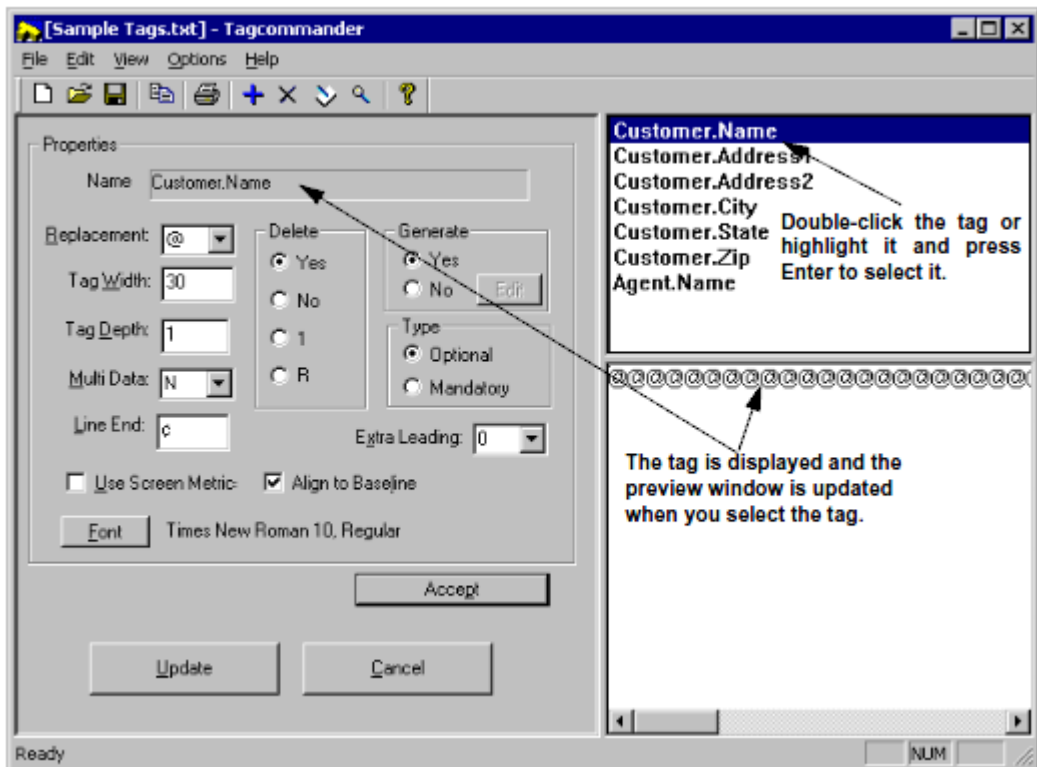 [Sample Tags.txt] - Tagcommander
File Edit View Options Help
Properties
Name Customer.Name
Replacement: @
Tag Width: 30
Tag Depth: 1
Multi Data: N
Line End: c
Delete
Yes
No
1
R
Generate
Yes
No Edit
Type
Optional
Mandatory
Extra Leading: 0
Use Screen Metric
Align to Baseline
Font Times New Roman 10, Regular
Accept
Update Cancel
Customer.Name
Customer.Address1
Customer.Address2
Customer.City
Customer.State
Customer.Zip
Agent.Name
Double-click the tag or
highlight it and press
Enter to select it.
@@@@@@@@@@@@@@@@@@@@@@
The tag is displayed and the
preview window is updated
when you select the tag.
Ready NUM